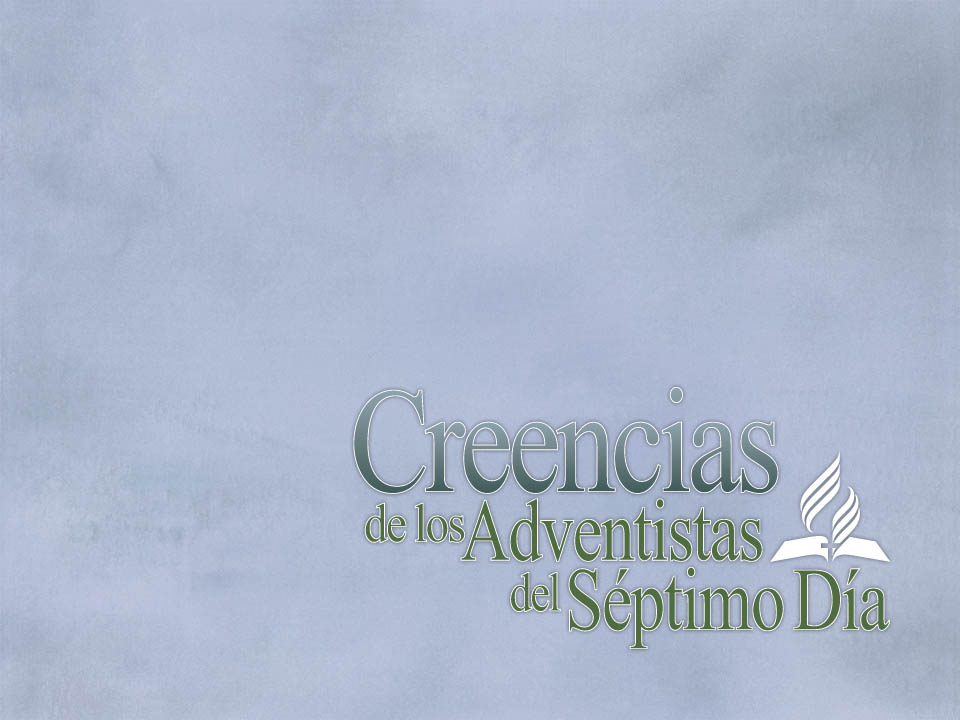 Creencias
de los Adventistas
del Séptimo Día